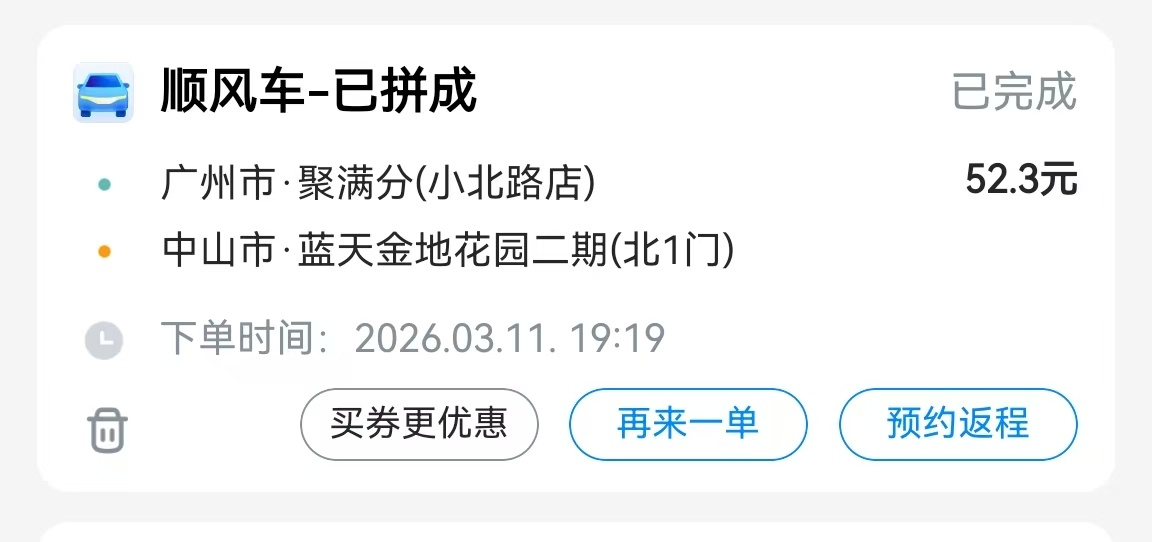 顺风车-已拼成
已完成
广州市·聚满分(小北路店)
52.3元
中山市·蓝天金地花园二期(北1门)
下单时间：2026.03.11. 19:19
买券更优惠
再来一单
预约返程